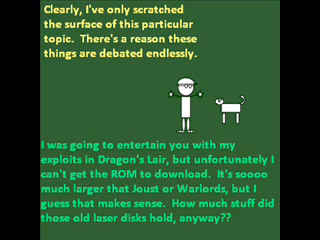 Clearly, I've only scratched
the surface of this particular
topic.  There's a reason these
things are debated endlessly.
I was going to entertain you with my
exploits in Dragon's Lair, but unfortunately I
can't get the ROM to download.  It's soooo
much larger that Joust or Warlords, but I
guess that makes sense.  How much stuff did
those old laser disks hold, anyway??